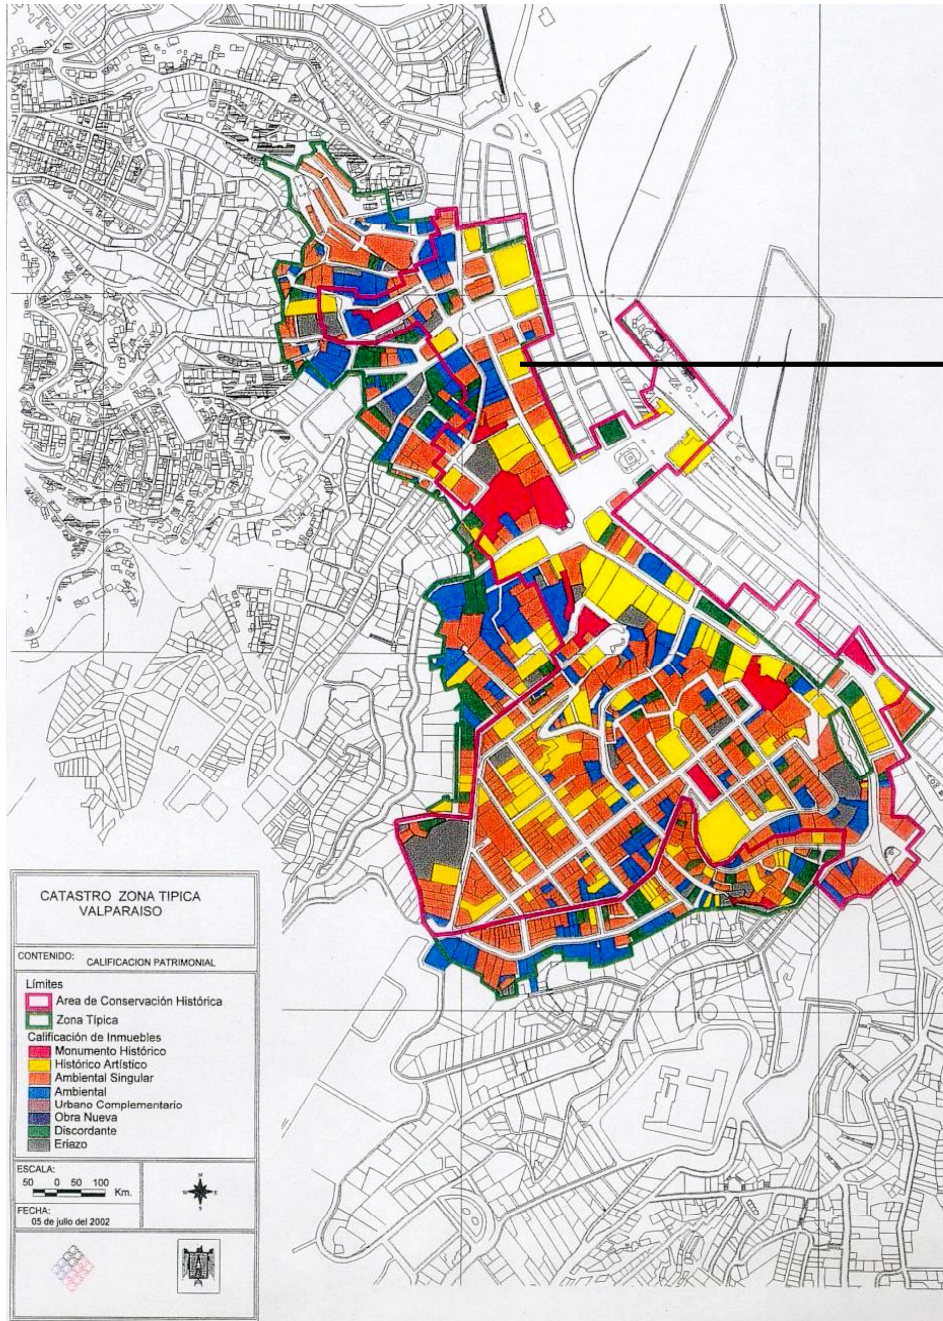 CATASTRO ZONA TIPICA
VALPARAISO
CONTENIDO: CALIFICACION PATRIMONIAL
Límites
Area de Conservación Histórica
Zona Típica
Calificación de Inmuebles
Monumento Histórico
Histórico Artístico
Ambiental Singular
Ambiental
Urbano Complementario
Obra Nueva
Discordante
Eriazo
ESCALA:
50 0 50 100 Km.
N
W E
S
FECHA:
05 de julio del 2002